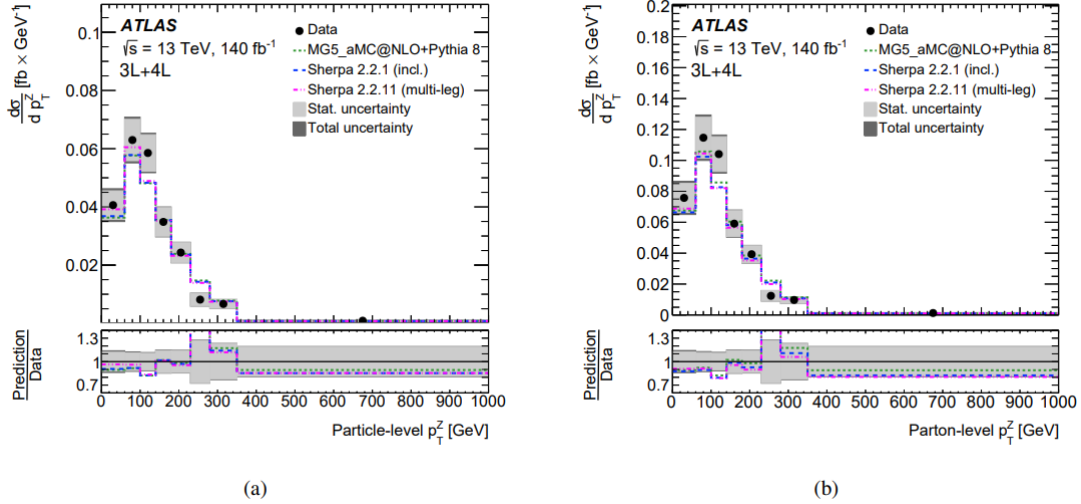 dσ
d p_T^Z [fb × GeV⁻¹]
0.1
0.08
0.06
0.04
0.02
ATLAS
√s = 13 TeV, 140 fb⁻¹
3L+4L
Data
MG5_aMC@NLO+Pythia 8
Sherpa 2.2.1 (incl.)
Sherpa 2.2.11 (multi-leg)
Stat. uncertainty
Total uncertainty
Prediction
Data
1.3
1
0.7
0 100 200 300 400 500 600 700 800 900 1000
Particle-level p_T^Z [GeV]
(a)
dσ
d p_T^Z [fb × GeV⁻¹]
0.2
0.18
0.16
0.14
0.12
0.1
0.08
0.06
0.04
0.02
0
ATLAS
√s = 13 TeV, 140 fb⁻¹
3L+4L
Data
MG5_aMC@NLO+Pythia 8
Sherpa 2.2.1 (incl.)
Sherpa 2.2.11 (multi-leg)
Stat. uncertainty
Total uncertainty
Prediction
Data
1.3
1
0.7
0 100 200 300 400 500 600 700 800 900 1000
Parton-level p_T^Z [GeV]
(b)